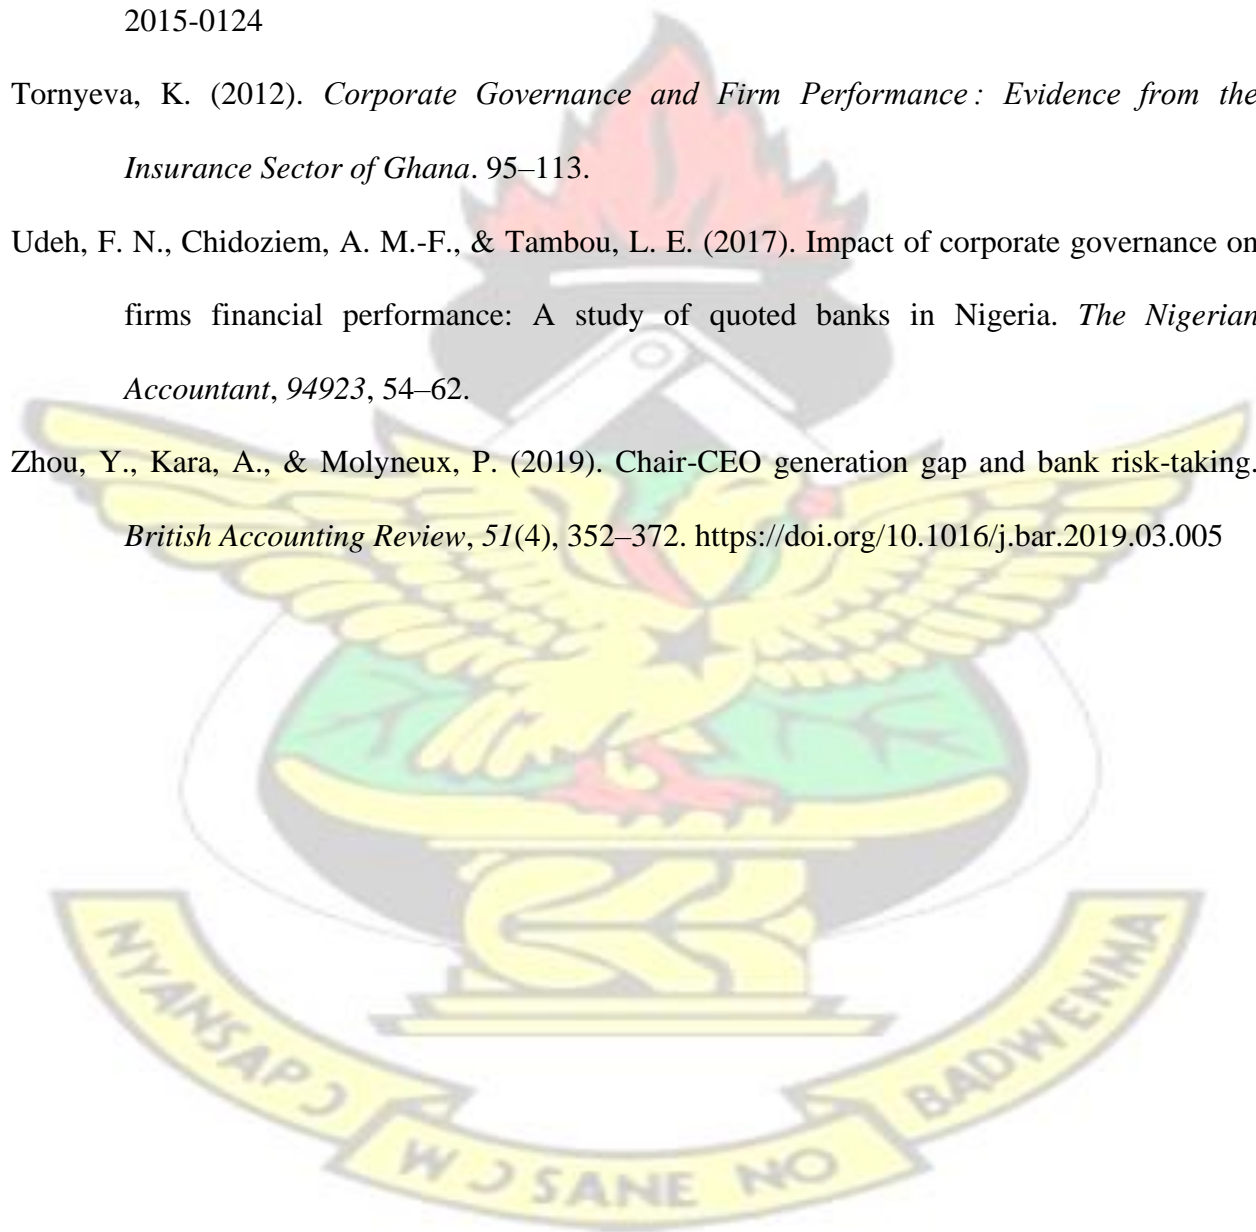 2015-0124
Tornyeva, K. (2012). Corporate Governance and Firm Performance : Evidence from the
Insurance Sector of Ghana. 95–113.
Udeh, F. N., Chidoziem, A. M.-F., & Tambou, L. E. (2017). Impact of corporate governance on
firms financial performance: A study of quoted banks in Nigeria. The Nigerian
Accountant, 94923, 54–62.
Zhou, Y., Kara, A., & Molyneux, P. (2019). Chair-CEO generation gap and bank risk-taking.
British Accounting Review, 51(4), 352–372. https://doi.org/10.1016/j.bar.2019.03.005
NYANSAPƆ
WƆSANE NO
BADWENMA